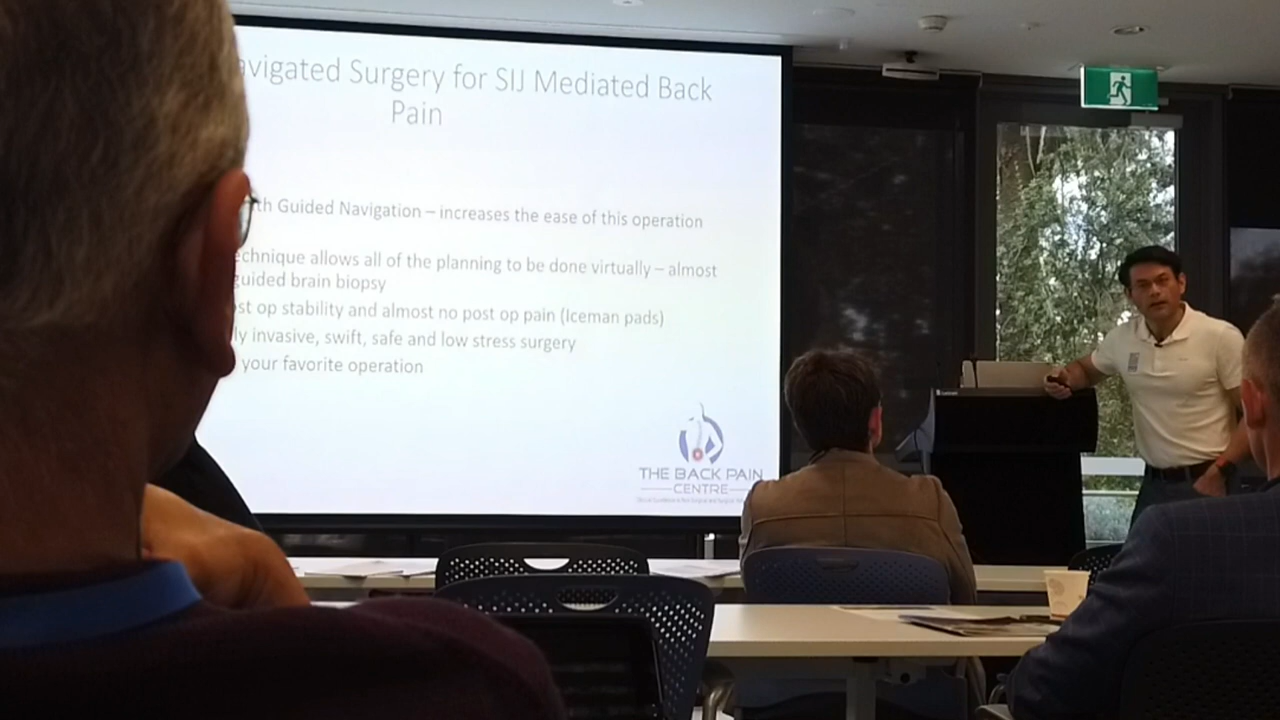 avigated Surgery for SIJ Mediated Back
Pain
th Guided Navigation – increases the ease of this operation
echnique allows all of the planning to be done virtually – almost
guided brain biopsy
st op stability and almost no post op pain (Iceman pads)
ly invasive, swift, safe and low stress surgery
your favorite operation
THE BACK PAIN
CENTRE